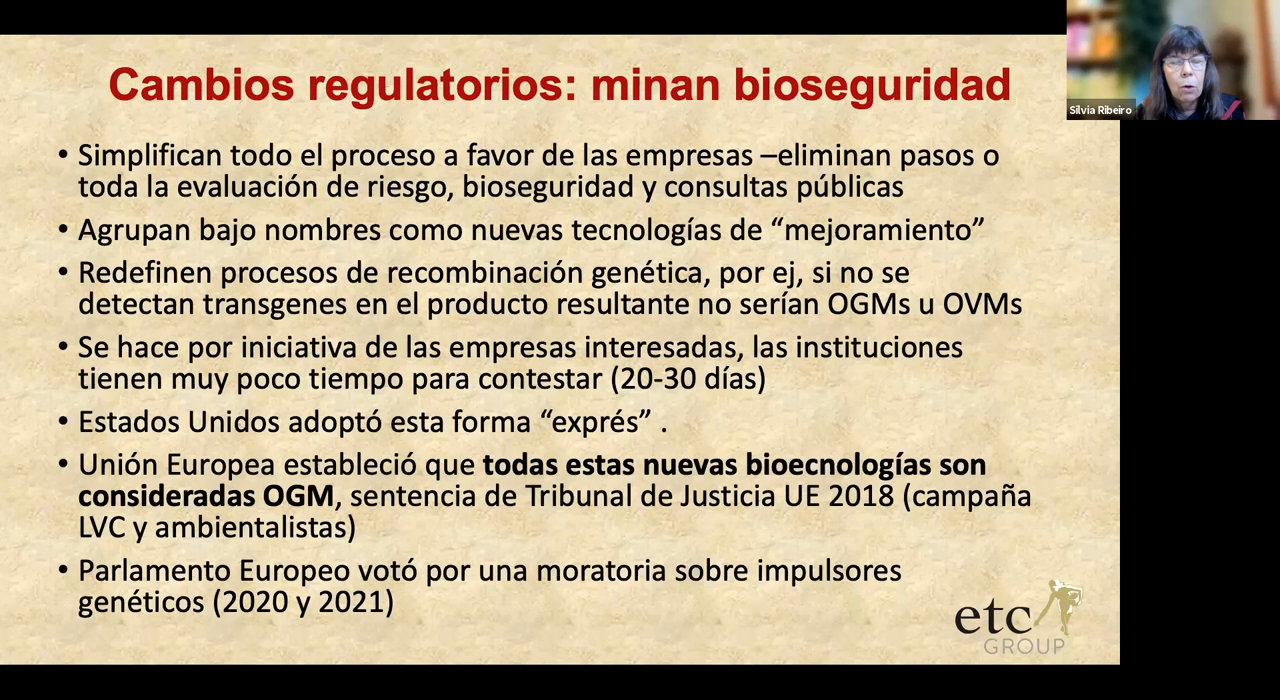 Cambios regulatorios: minan bioseguridad
Silvia Ribeiro
• Simplifican todo el proceso a favor de las empresas –eliminan pasos o
toda la evaluación de riesgo, bioseguridad y consultas públicas
• Agrupan bajo nombres como nuevas tecnologías de “mejoramiento”
• Redefinen procesos de recombinación genética, por ej, si no se
detectan transgenes en el producto resultante no serían OGMs u OVMs
• Se hace por iniciativa de las empresas interesadas, las instituciones
tienen muy poco tiempo para contestar (20-30 días)
• Estados Unidos adoptó esta forma “exprés” .
• Unión Europea estableció que todas estas nuevas bioecnologías son
consideradas OGM, sentencia de Tribunal de Justicia UE 2018 (campaña
LVC y ambientalistas)
• Parlamento Europeo votó por una moratoria sobre impulsores
genéticos (2020 y 2021)
etc
GROUP